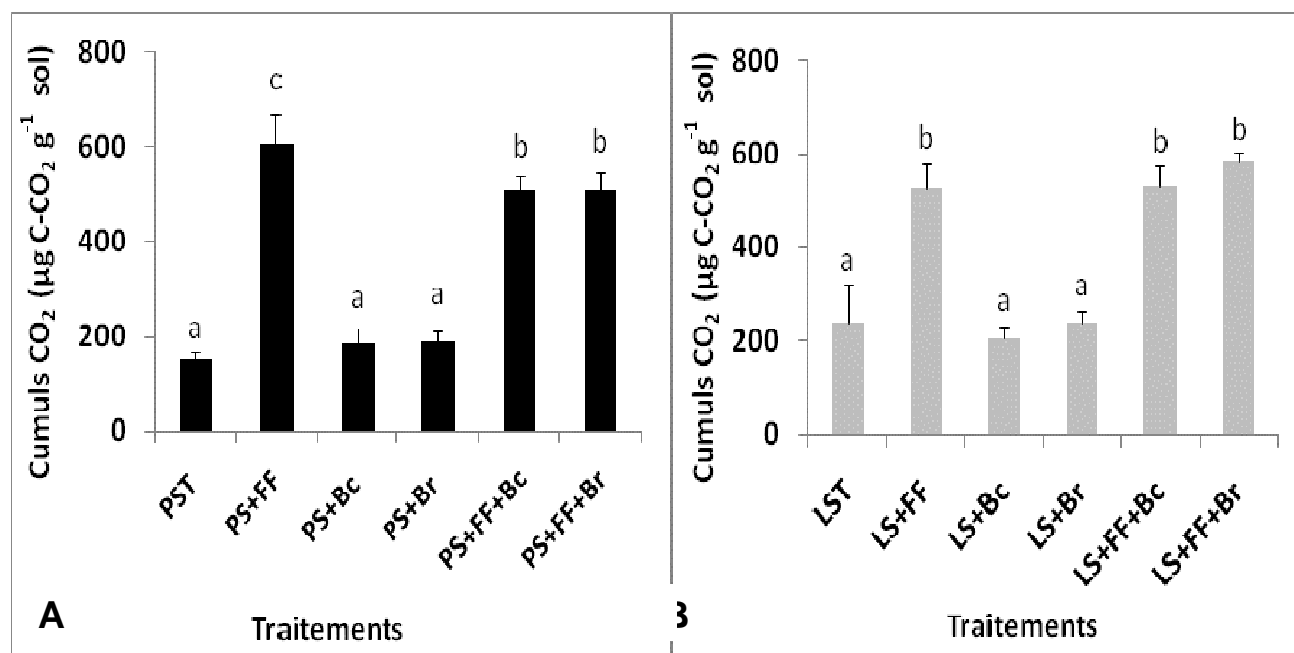 Cumuls CO₂ (µg C-CO₂ g⁻¹ sol)
800
600
400
200
0
a
c
a
a
b
b
PST
PS+FF
PS+Bc
PS+Br
PS+FF+Bc
PS+FF+Br
Traitements
A
Cumuls CO₂ (µg C-CO₂ g⁻¹ sol)
800
600
400
200
0
a
b
a
a
b
b
LST
LS+FF
LS+Bc
LS+Br
LS+FF+Bc
LS+FF+Br
Traitements
B